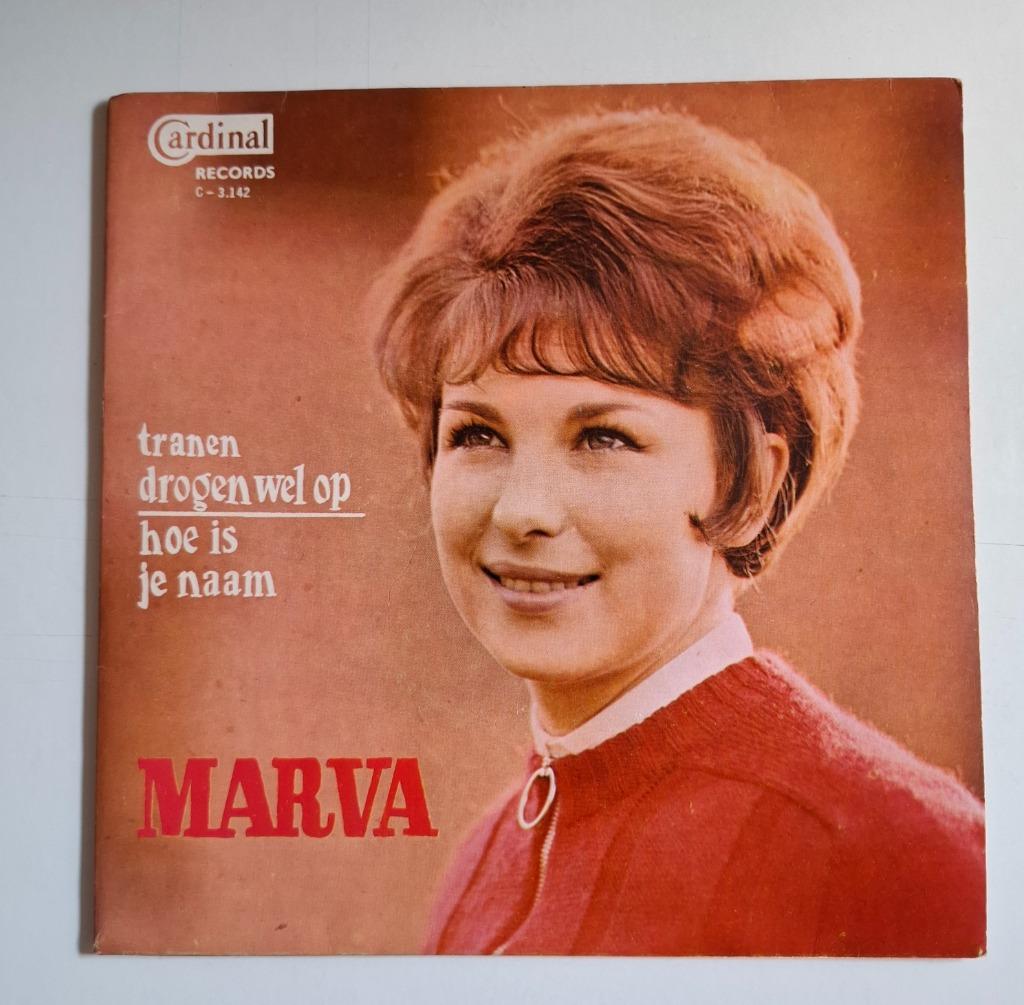 Cardinal
RECORDS
C-3.142
tranen
drogen wel op
hoe is
je naam
MARVA